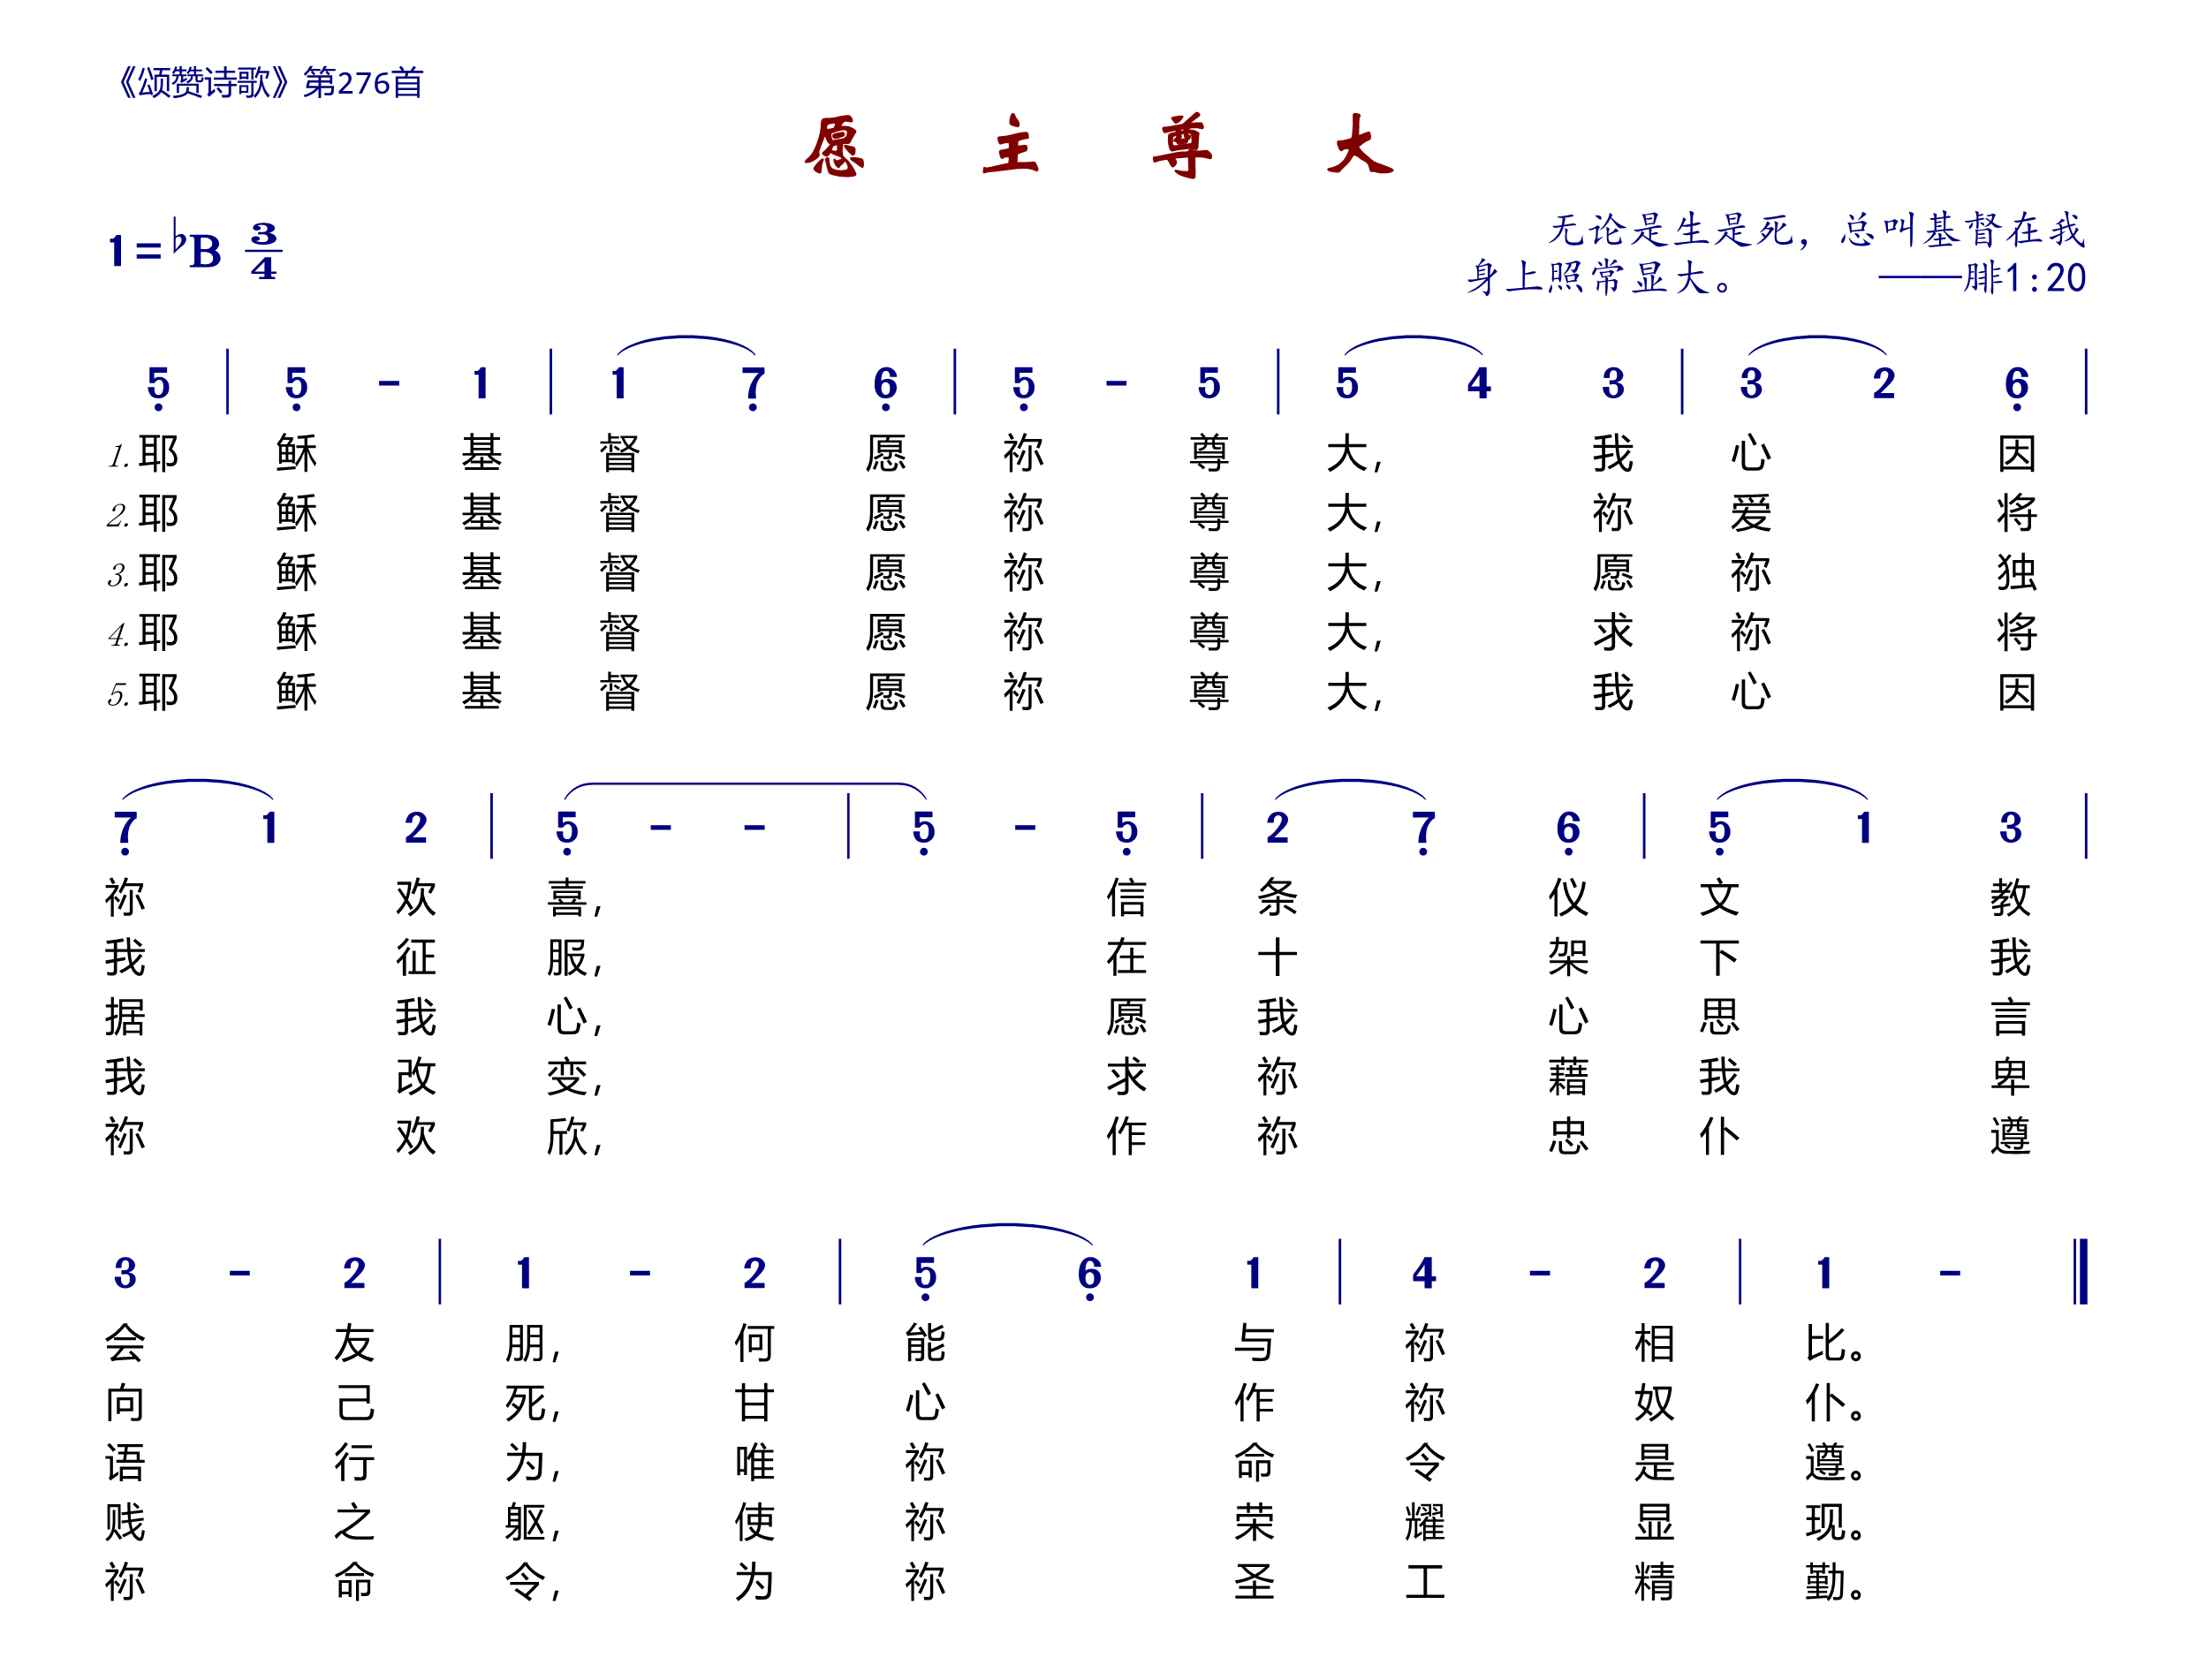 《颂赞诗歌》第276首
愿 主 尊 大
1=♭B 3/4
无论是生是死，总叫基督在我
身上照常显大。 ——腓1:20
5̣ | 5̣ - 1 | 1 7̣ 6̣ | 5̣ - 5 | 5 4 3 | 3 2 6̣ |
1.耶 稣 基 督 愿 祢 尊 大, 我 心 因
2.耶 稣 基 督 愿 祢 尊 大, 祢 爱 将
3.耶 稣 基 督 愿 祢 尊 大, 愿 祢 独
4.耶 稣 基 督 愿 祢 尊 大, 求 祢 将
5.耶 稣 基 督 愿 祢 尊 大, 我 心 因
7̣ 1 2 | 5̣ - - | 5̣ - 5̣ | 2 7̣ 6̣ | 5̣ 1 3 |
祢 欢 喜, 信 条 仪 文 教
我 征 服, 在 十 架 下 我
据 我 心, 愿 我 心 思 言
我 改 变, 求 祢 藉 我 卑
祢 欢 欣, 作 祢 忠 仆 遵
3 - 2 | 1 - 2 | 5̣ 6̣ 1 | 4 - 2 | 1 - ‖
会 友 朋, 何 能 与 祢 相 比。
向 己 死, 甘 心 作 祢 奴 仆。
语 行 为, 唯 祢 命 令 是 遵。
贱 之 躯, 使 祢 荣 耀 显 现。
祢 命 令, 为 祢 圣 工 精 勤。